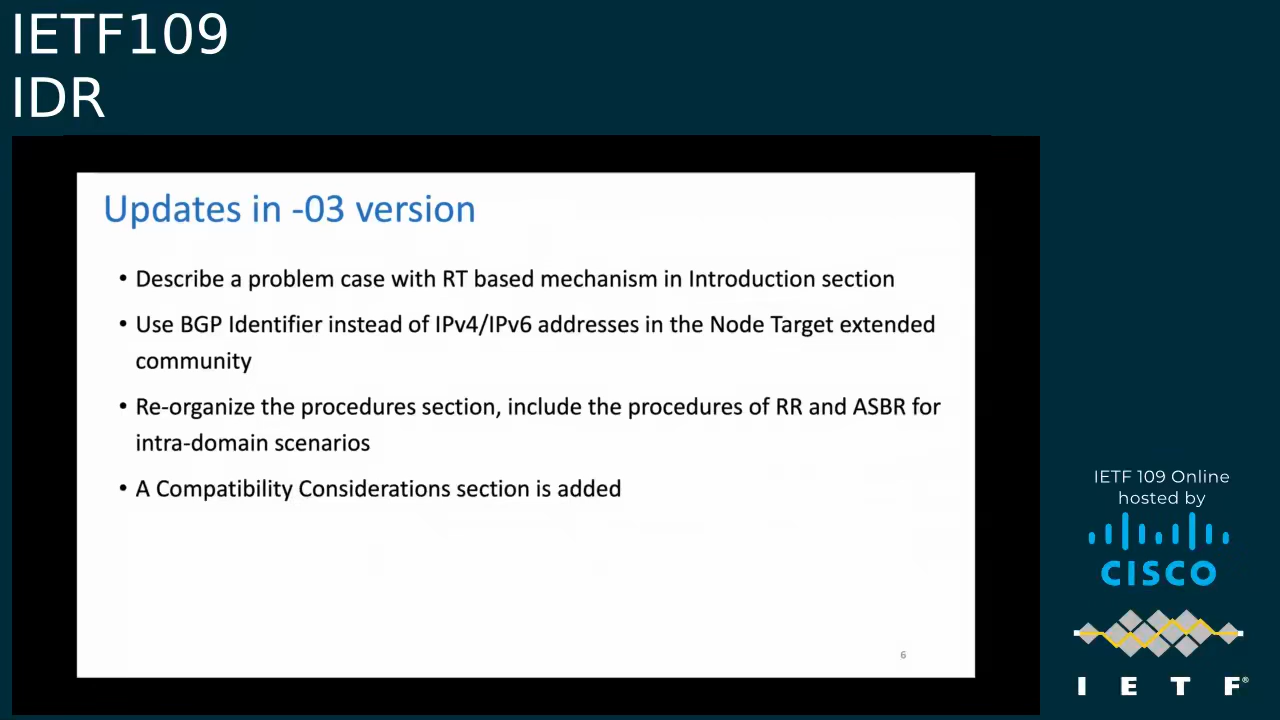 IETF109
IDR
Updates in -03 version
• Describe a problem case with RT based mechanism in Introduction section
• Use BGP Identifier instead of IPv4/IPv6 addresses in the Node Target extended
community
• Re-organize the procedures section, include the procedures of RR and ASBR for
intra-domain scenarios
• A Compatibility Considerations section is added
6
IETF 109 Online
hosted by
CISCO
I E T F®